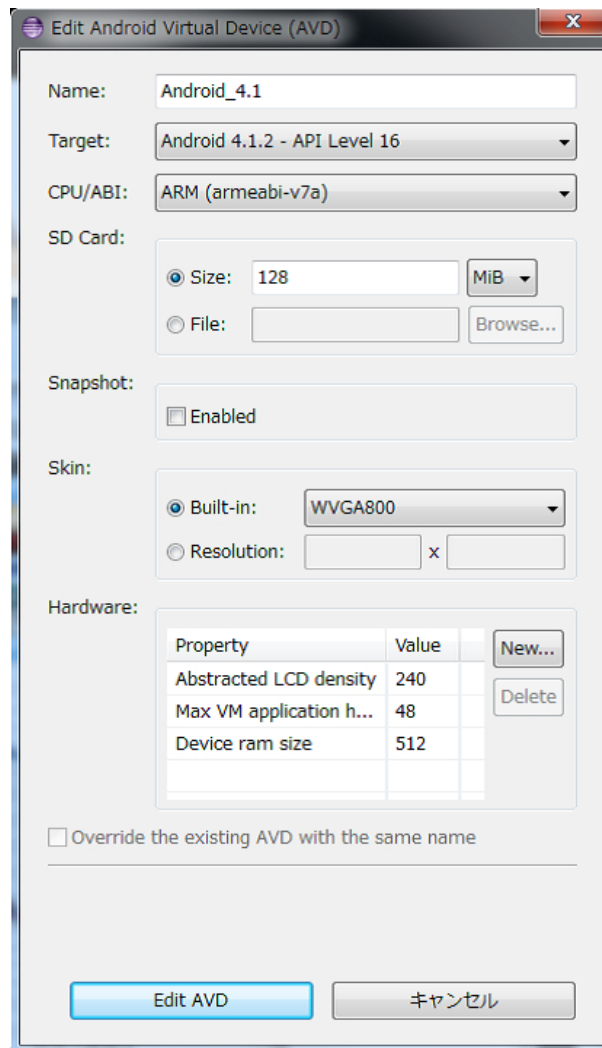 Edit Android Virtual Device (AVD)
Name: Android_4.1
Target: Android 4.1.2 - API Level 16
CPU/ABI: ARM (armeabi-v7a)
SD Card:
Size: 128 MiB
File: Browse...
Snapshot:
Enabled
Skin:
Built-in: WVGA800
Resolution: x
Hardware:
Property Value New...
Abstracted LCD density 240
Delete
Max VM application h... 48
Device ram size 512
Override the existing AVD with the same name
Edit AVD キャンセル